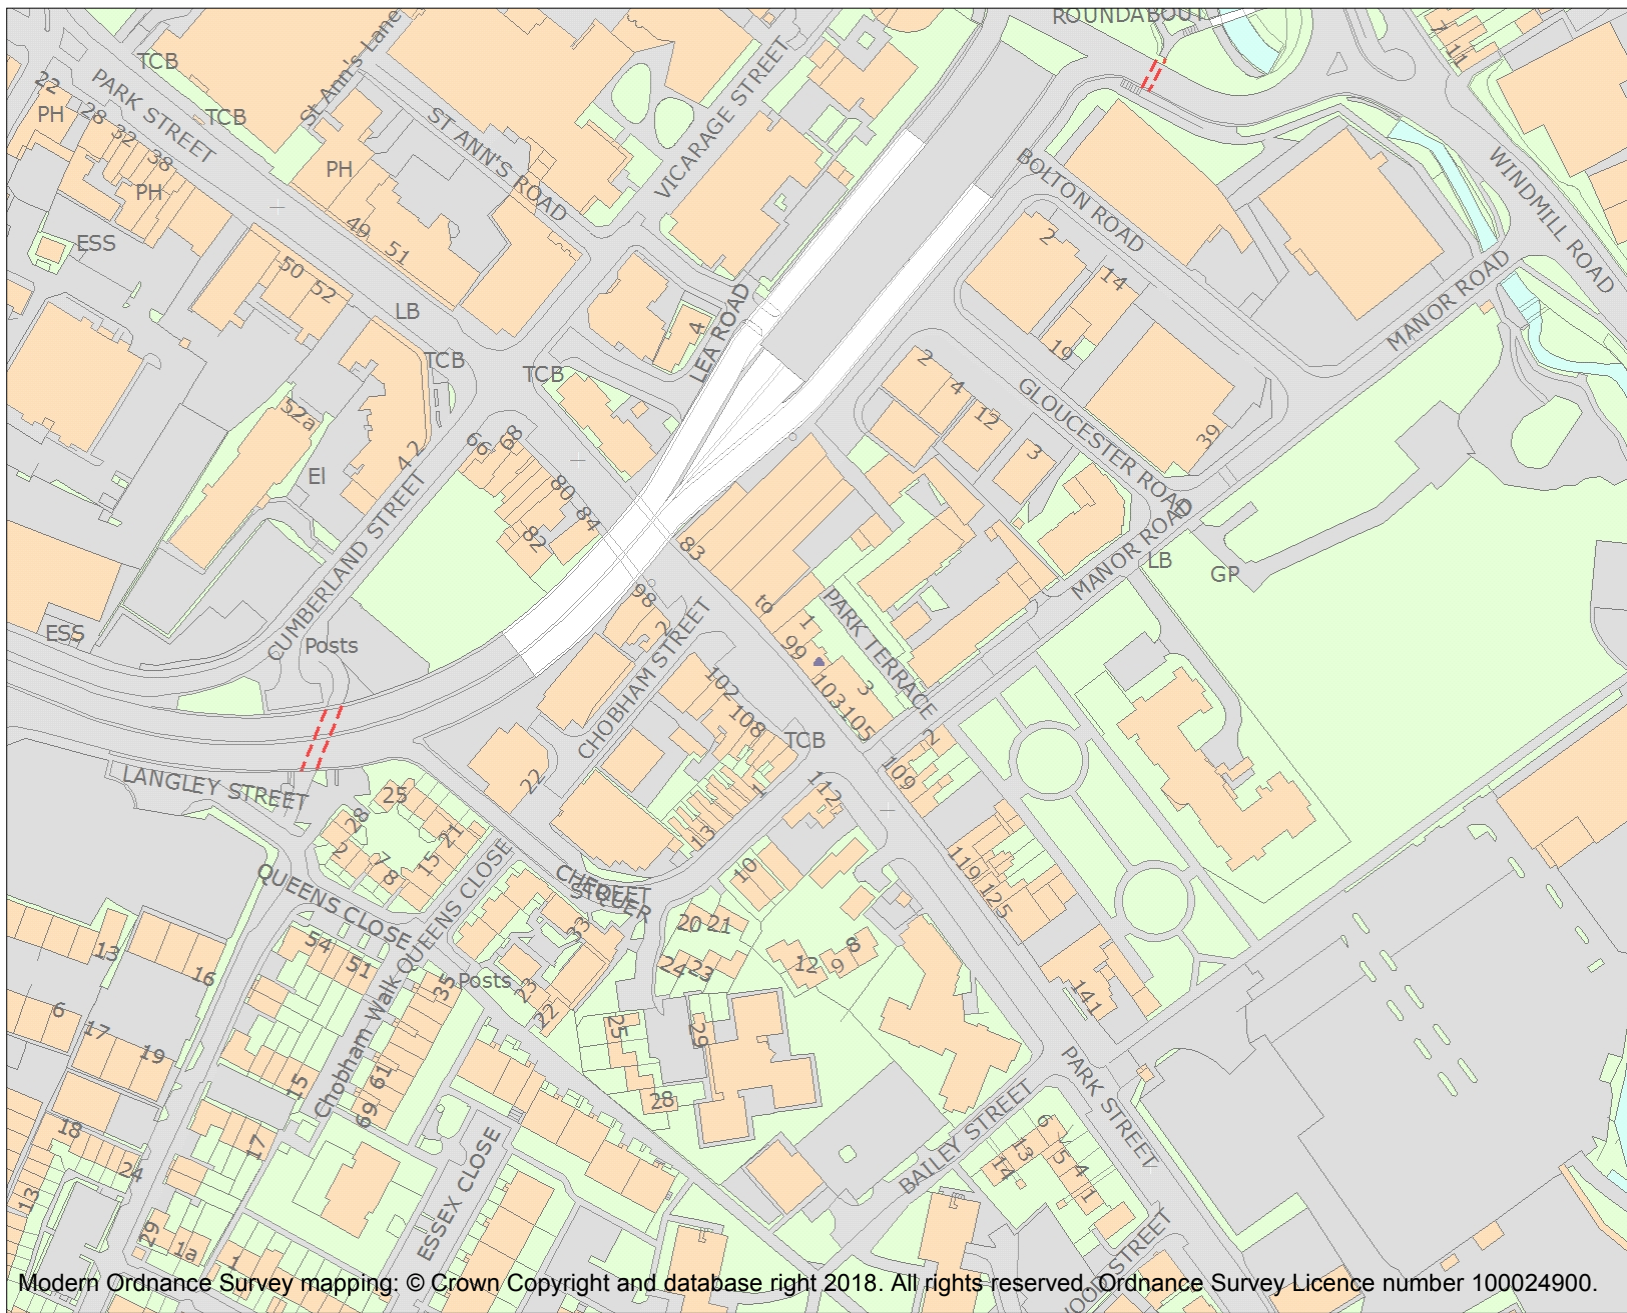 ROUNDABOUT
TCB
St Ann's Lane
7
11
22
PARK STREET
PH
28
32
38
TCB
ST ANN'S ROAD
VICARAGE STREET
PH
PH
BOLTON ROAD
WINDMILL ROAD
49
51
ESS
50
52
LB
2
14
MANOR ROAD
4
LEA ROAD
19
TCB
TCB
2
4
12
GLOUCESTER ROAD
39
3
52a
El
42
66
68
80
84
82
CUMBERLAND STREET
83
to
MANOR ROAD
LB
GP
ESS
Posts
98
2
CHOBHAM STREET
PARK TERRACE
1
99
3
103
105
102
108
TCB
2
109
LANGLEY STREET
22
112
1
13
25
28
2
7
8
15
21
QUEENS CLOSE
QUEENS CLOSE
CHEQUER
STREET
10
119
125
33
20
21
24
23
12
9
8
13
16
54
51
Posts
35
23
22
141
6
17
19
Chobham Walk
25
29
28
15
61
69
PARK STREET
BAILEY STREET
18
24
17
13
29
1a
1
ESSEX CLOSE
6
13
14
5
4
1
Modern Ordnance Survey mapping: © Crown Copyright and database right 2018. All rights reserved. Ordnance Survey Licence number 100024900.